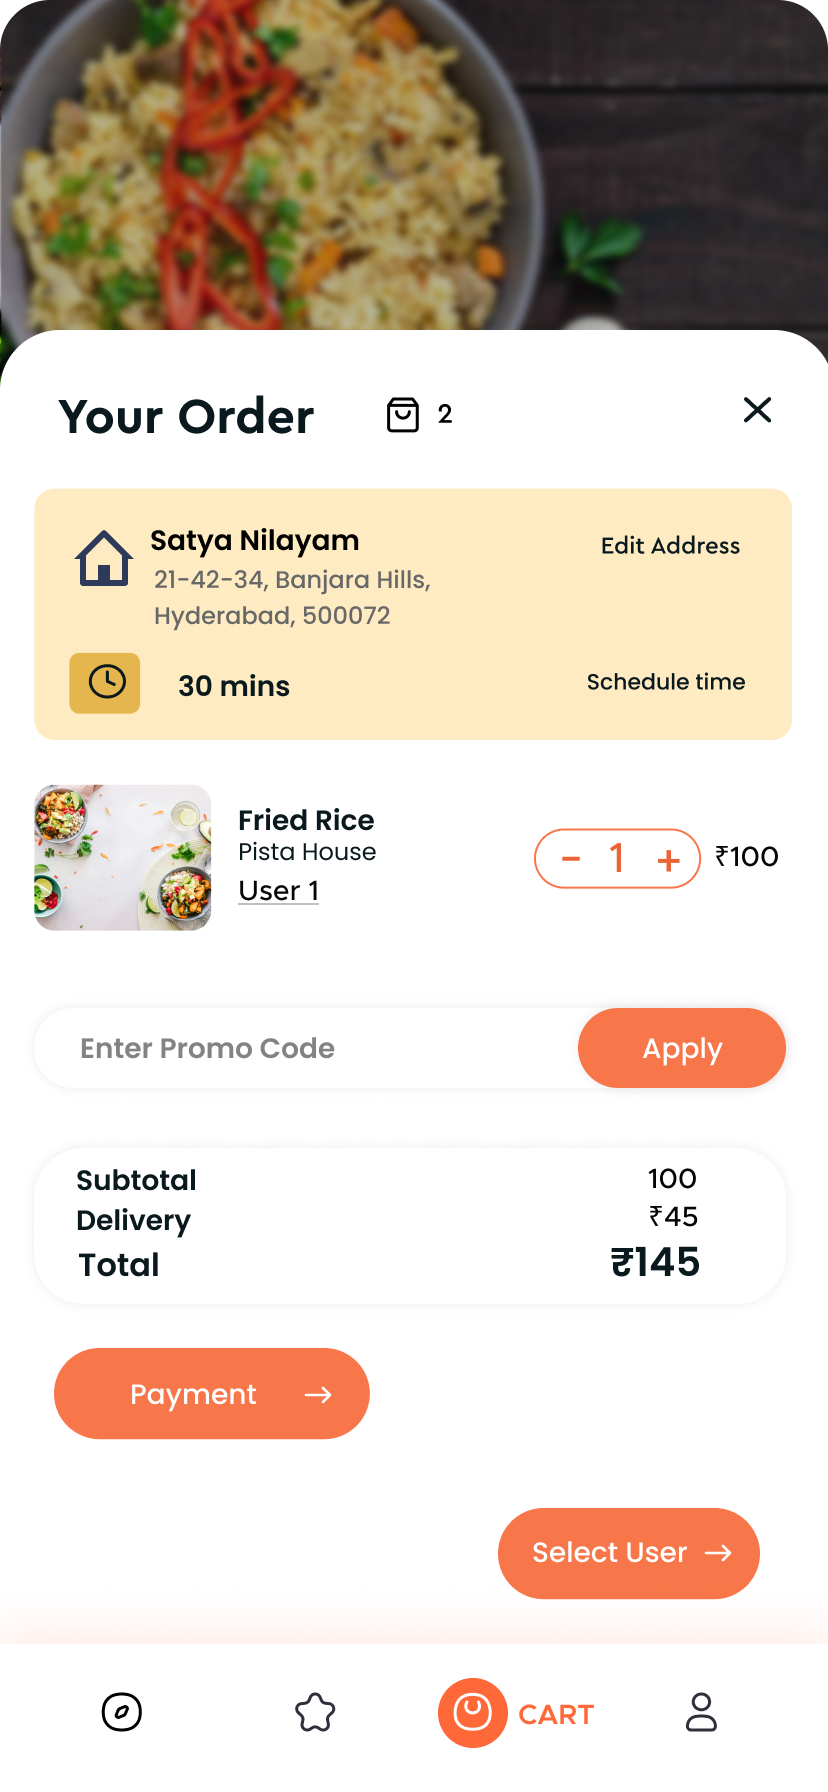 Your Order 2
Satya Nilayam Edit Address
21-42-34, Banjara Hills,
Hyderabad, 500072
30 mins Schedule time
Fried Rice
Pista House
User 1
- 1 + ₹100
Enter Promo Code Apply
Subtotal 100
Delivery ₹45
Total ₹145
Payment →
Select User →
CART